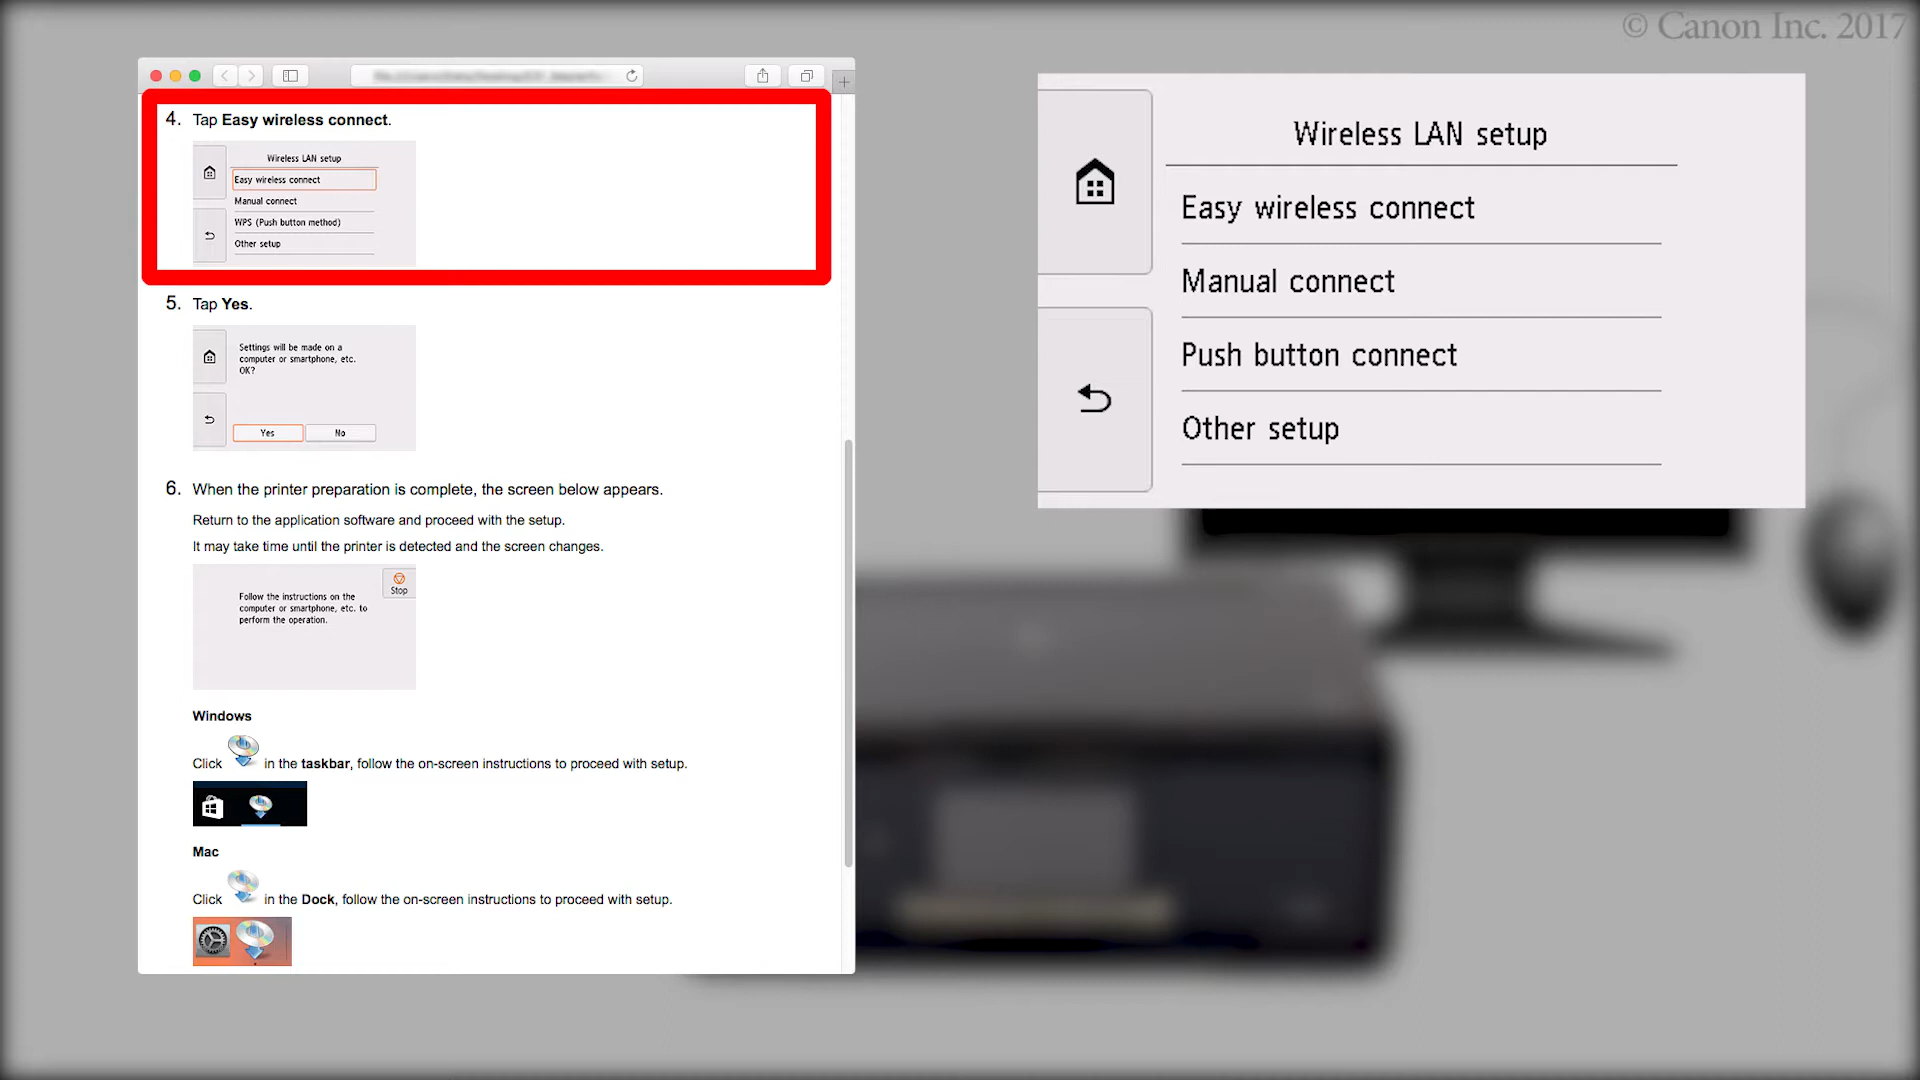 © Canon Inc. 2017
4. Tap Easy wireless connect.
Wireless LAN setup
Easy wireless connect
Manual connect
WPS (Push button method)
Other setup
5. Tap Yes.
Settings will be made on a
computer or smartphone, etc.
OK?
Yes
No
6. When the printer preparation is complete, the screen below appears.
Return to the application software and proceed with the setup.
It may take time until the printer is detected and the screen changes.
Stop
Follow the instructions on the
computer or smartphone, etc. to
perform the operation.
Windows
Click in the taskbar, follow the on-screen instructions to proceed with setup.
Mac
Click in the Dock, follow the on-screen instructions to proceed with setup.
Wireless LAN setup
Easy wireless connect
Manual connect
Push button connect
Other setup